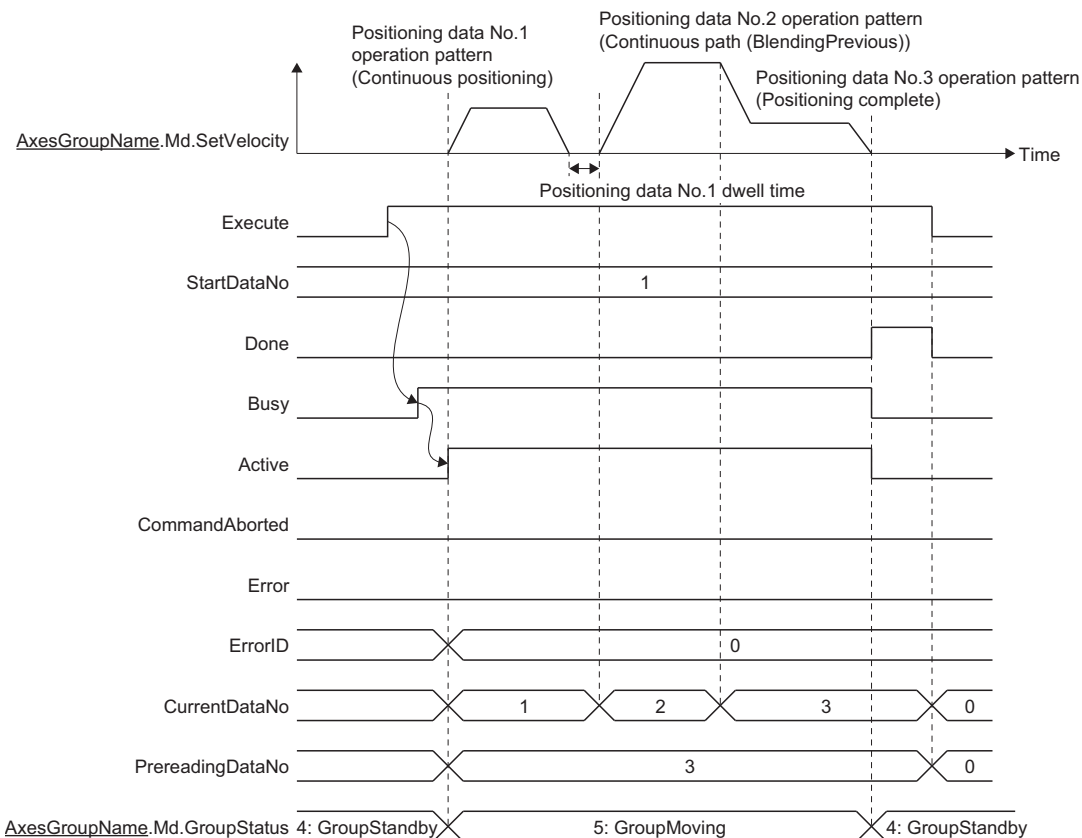 Positioning data No.1
operation pattern
(Continuous positioning)
Positioning data No.2 operation pattern
(Continuous path (BlendingPrevious))
Positioning data No.3 operation pattern
(Positioning complete)
AxesGroupName.Md.SetVelocity
Time
Positioning data No.1 dwell time
Execute
StartDataNo
1
Done
Busy
Active
CommandAborted
Error
ErrorID
0
CurrentDataNo
1
2
3
0
PrereadingDataNo
3
0
AxesGroupName.Md.GroupStatus
4: GroupStandby
5: GroupMoving
4: GroupStandby